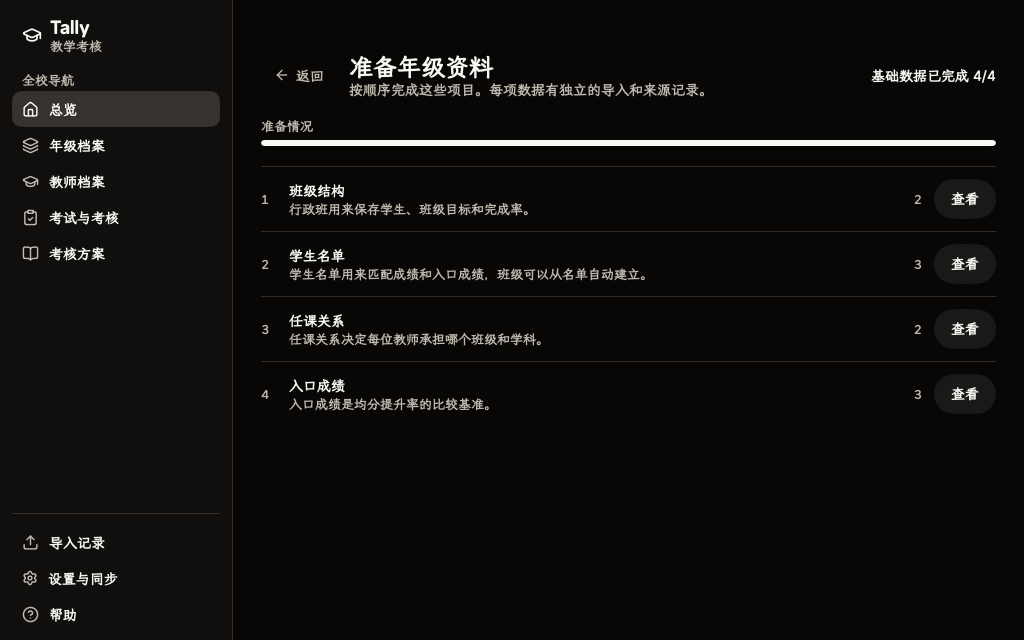 Tally
教学考核
全校导航
总览
年级档案
教师档案
考试与考核
考核方案
导入记录
设置与同步
帮助
返回
准备年级资料
按顺序完成这些项目。每项数据有独立的导入和来源记录。
基础数据已完成 4/4
准备情况
1
班级结构
行政班用来保存学生、班级目标和完成率。
2
查看
2
学生名单
学生名单用来匹配成绩和入口成绩，班级可以从名单自动建立。
3
查看
3
任课关系
任课关系决定每位教师承担哪个班级和学科。
2
查看
4
入口成绩
入口成绩是均分提升率的比较基准。
3
查看